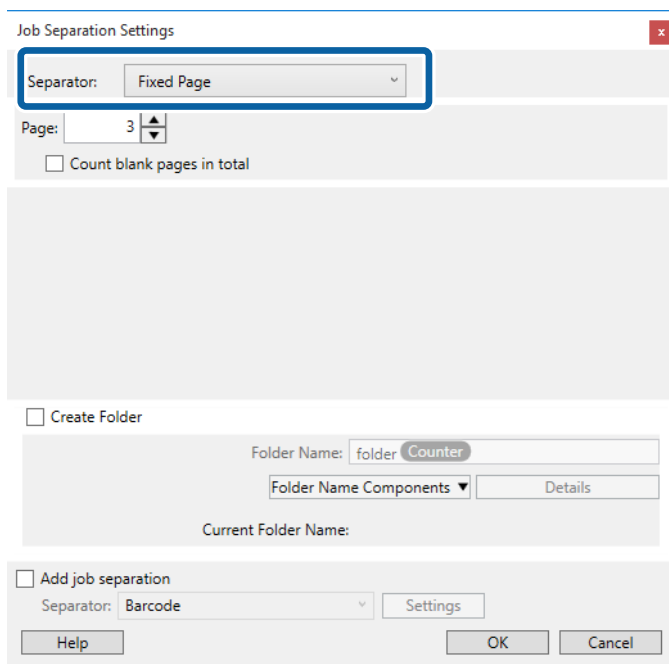 Job Separation Settings x
Separator: Fixed Page
Page: 3
Count blank pages in total
Create Folder
Folder Name: folder Counter
Folder Name Components ▼ Details
Current Folder Name:
Add job separation
Separator: Barcode Settings
Help OK Cancel